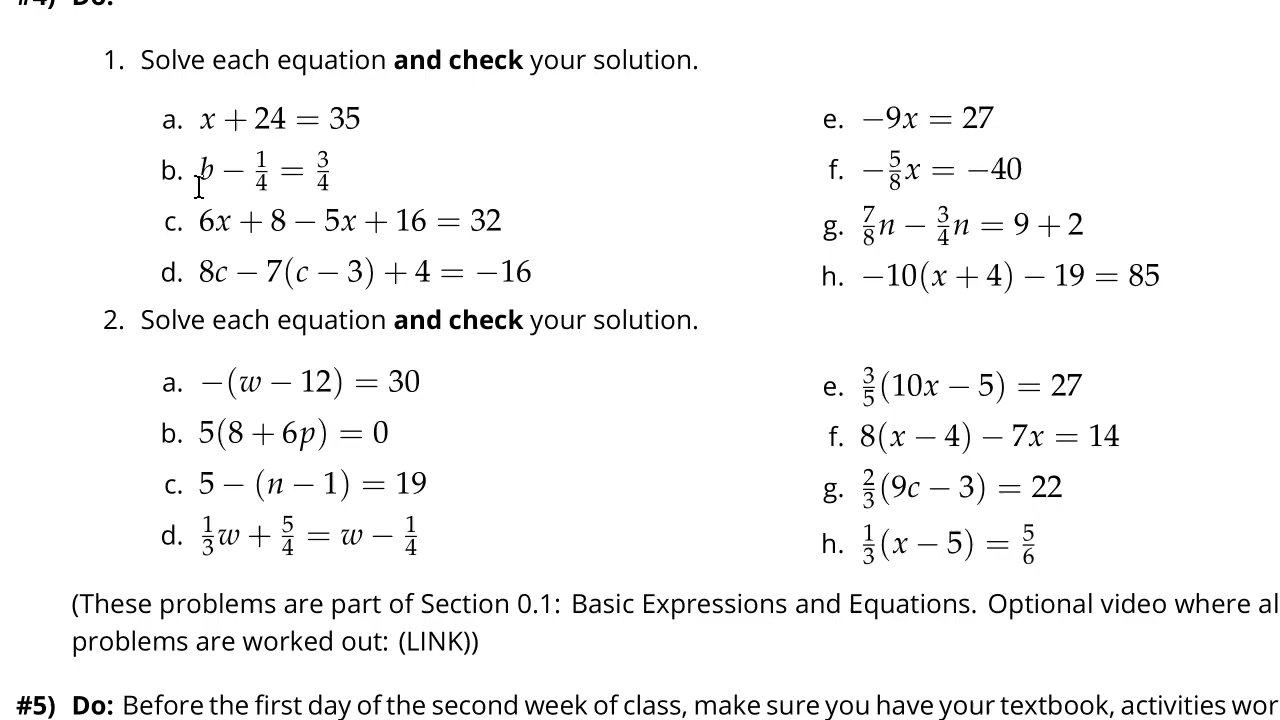 #4) Do:
1. Solve each equation and check your solution.
a. x + 24 = 35
b. b − 1/4 = 3/4
c. 6x + 8 − 5x + 16 = 32
d. 8c − 7(c − 3) + 4 = −16
e. −9x = 27
f. −5/8x = −40
g. 7/8n − 3/4n = 9 + 2
h. −10(x + 4) − 19 = 85
2. Solve each equation and check your solution.
a. −(w − 12) = 30
b. 5(8 + 6p) = 0
c. 5 − (n − 1) = 19
d. 1/3w + 5/4 = w − 1/4
e. 3/5(10x − 5) = 27
f. 8(x − 4) − 7x = 14
g. 2/3(9c − 3) = 22
h. 1/3(x − 5) = 5/6
(These problems are part of Section 0.1: Basic Expressions and Equations. Optional video where al
problems are worked out: (LINK))
#5) Do: Before the first day of the second week of class, make sure you have your textbook, activities wor